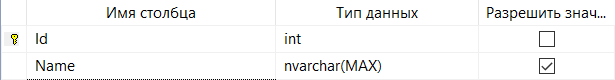 Имя столбца Тип данных Разрешить знач...
Id int
Name nvarchar(MAX)